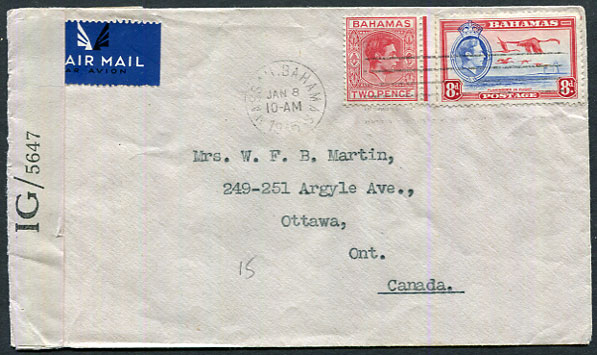 AIR MAIL
PAR AVION
BAHAMAS
TWO PENCE
BAHAMAS
8d 8d
POSTAGE
NASSAU, BAHAMAS
JAN 8
10-AM
Mrs. W. F. B. Martin,
249-251 Argyle Ave.,
Ottawa,
Ont.
Canada.
IG/5647
15